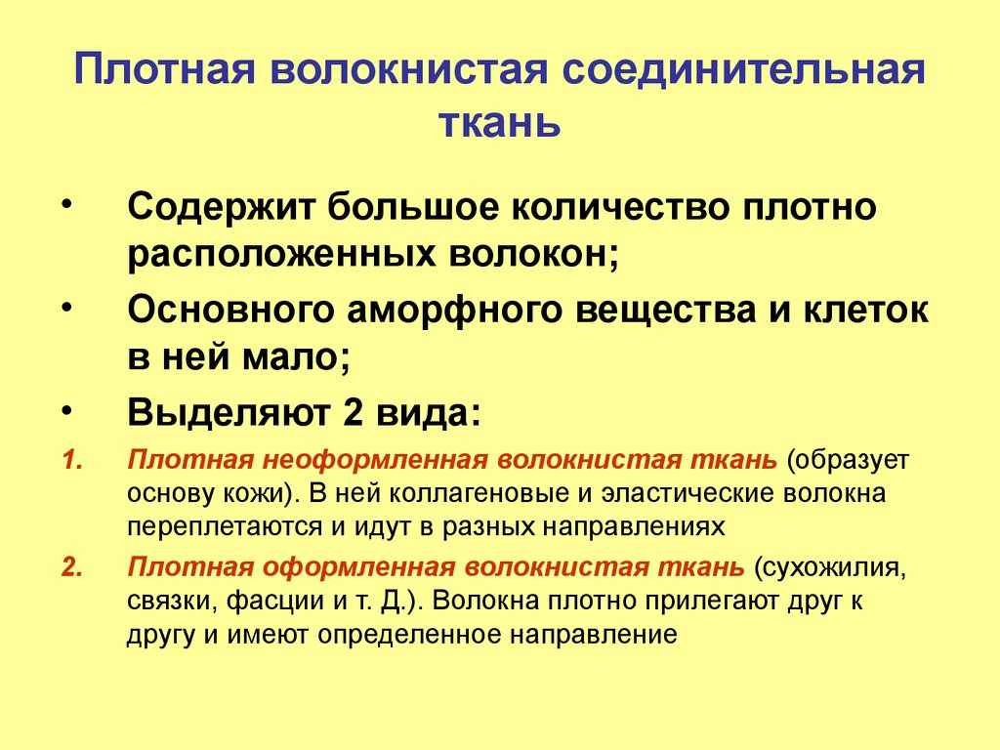 Плотная волокнистая соединительная
ткань
• Содержит большое количество плотно
расположенных волокон;
• Основного аморфного вещества и клеток
в ней мало;
• Выделяют 2 вида:
1. Плотная неоформленная волокнистая ткань (образует
основу кожи). В ней коллагеновые и эластические волокна
переплетаются и идут в разных направлениях
2. Плотная оформленная волокнистая ткань (сухожилия,
связки, фасции и т. Д.). Волокна плотно прилегают друг к
другу и имеют определенное направление